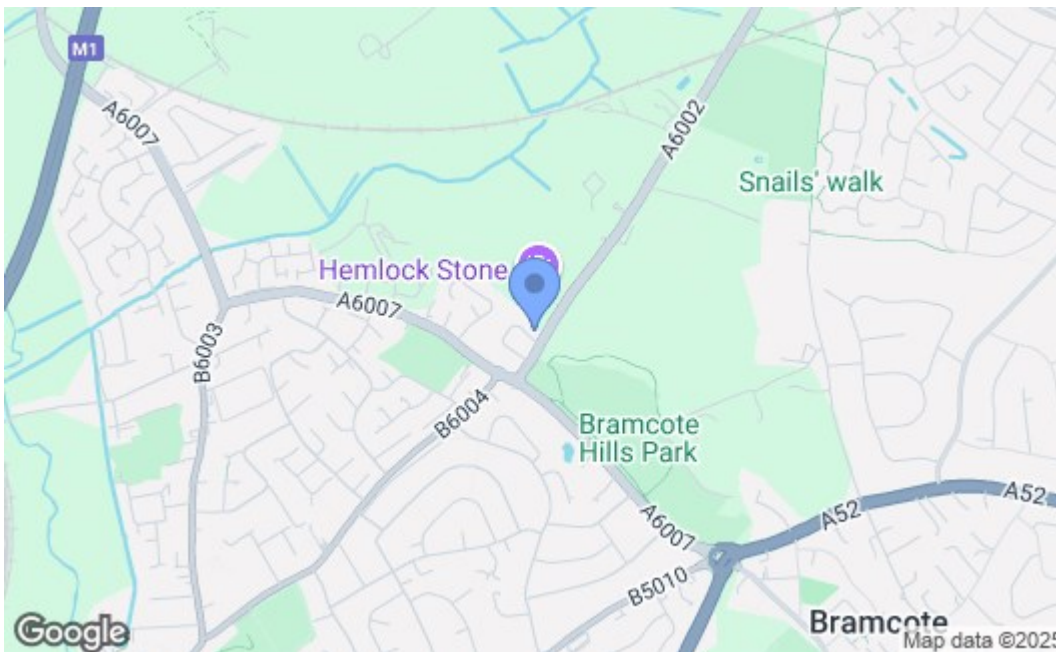 M1
A6007
A6002
Snails' walk
Hemlock Stone
A6007
B6003
B6004
Bramcote
Hills Park
A6007
A52
A52
B5010
Bramcote
Google
Map data ©2025